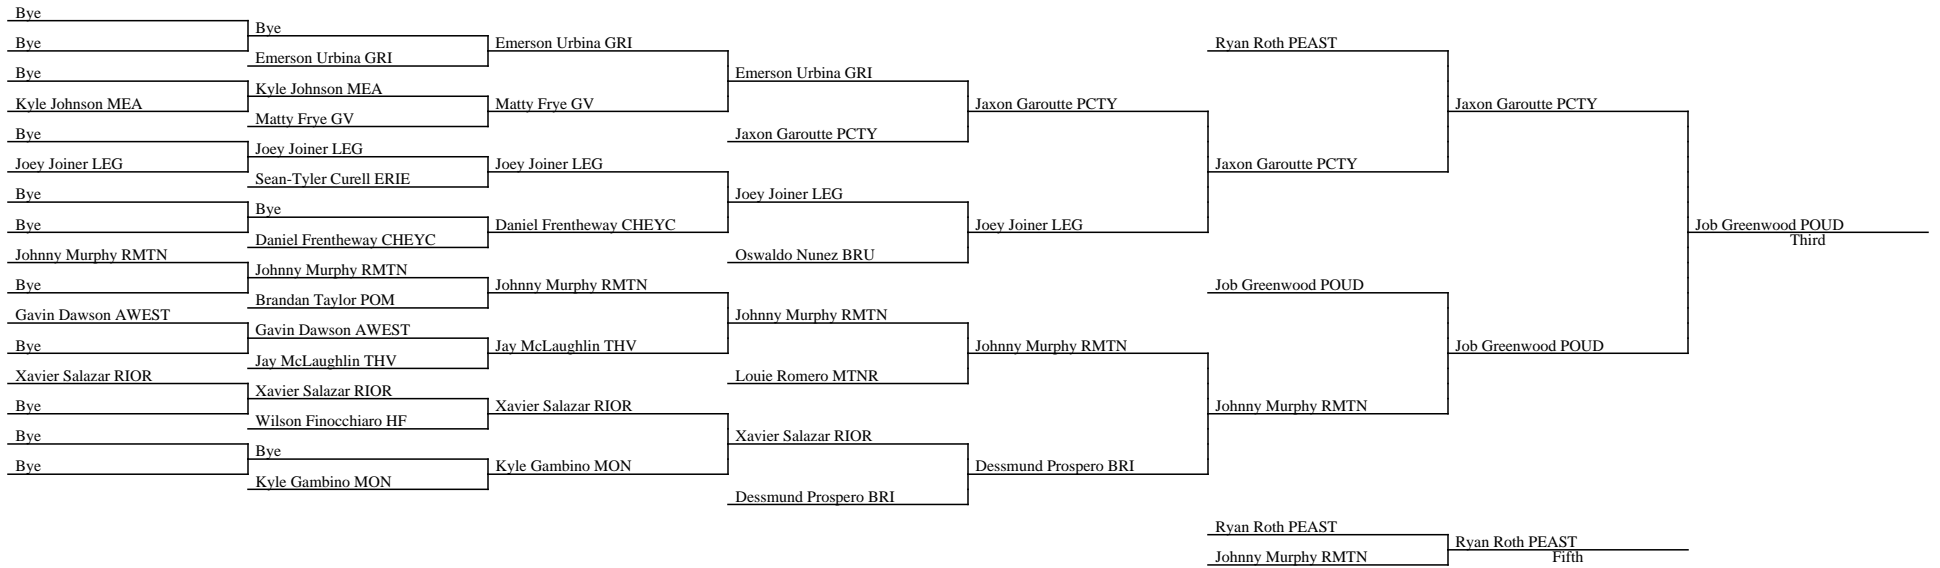 Bye
Bye
Bye
Kyle Johnson MEA
Bye
Joey Joiner LEG
Bye
Bye
Johnny Murphy RMTN
Bye
Gavin Dawson AWEST
Bye
Xavier Salazar RIOR
Bye
Bye
Bye
Bye
Emerson Urbina GRI
Kyle Johnson MEA
Matty Frye GV
Joey Joiner LEG
Sean-Tyler Curell ERIE
Bye
Daniel Frentheway CHEYC
Johnny Murphy RMTN
Brandan Taylor POM
Gavin Dawson AWEST
Jay McLaughlin THV
Xavier Salazar RIOR
Wilson Finocchiaro HF
Bye
Kyle Gambino MON
Emerson Urbina GRI
Matty Frye GV
Joey Joiner LEG
Daniel Frentheway CHEYC
Johnny Murphy RMTN
Jay McLaughlin THV
Xavier Salazar RIOR
Kyle Gambino MON
Emerson Urbina GRI
Jaxon Garoutte PCTY
Joey Joiner LEG
Oswaldo Nunez BRU
Johnny Murphy RMTN
Louie Romero MTNR
Xavier Salazar RIOR
Dessmund Prospero BRI
Jaxon Garoutte PCTY
Joey Joiner LEG
Johnny Murphy RMTN
Dessmund Prospero BRI
Ryan Roth PEAST
Jaxon Garoutte PCTY
Job Greenwood POUD
Johnny Murphy RMTN
Jaxon Garoutte PCTY
Job Greenwood POUD
Job Greenwood POUD
Third
Ryan Roth PEAST
Johnny Murphy RMTN
Ryan Roth PEAST
Fifth